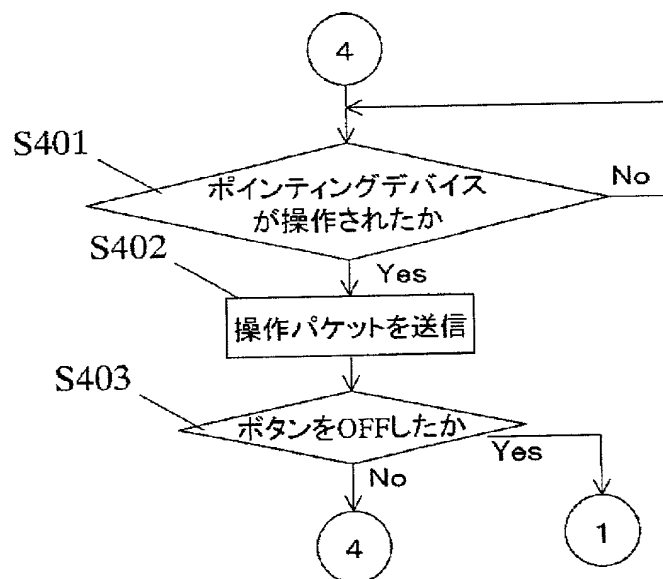 4
S401
ポインティングデバイス
が操作されたか
No
S402
Yes
操作パケットを送信
S403
ボタンをOFFしたか
Yes
No
4
1